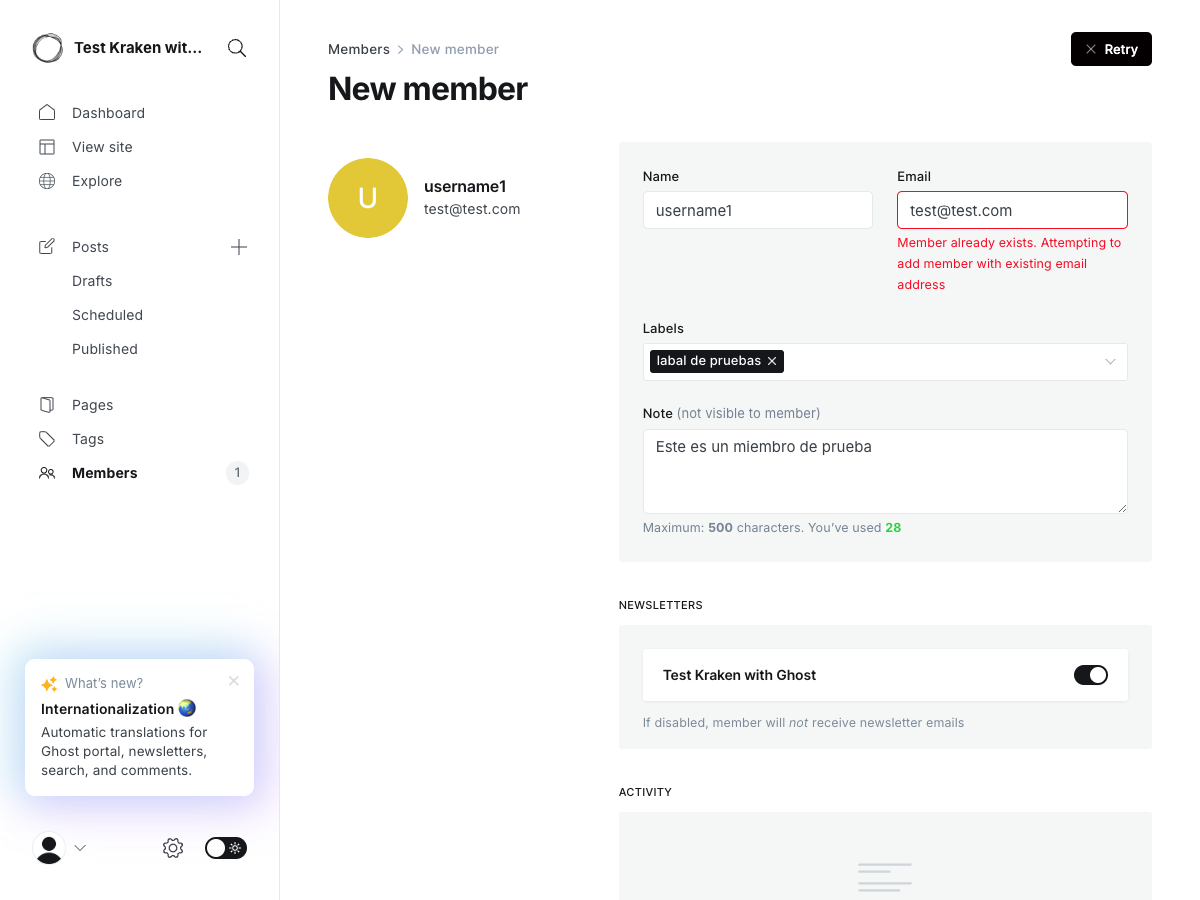 Test Kraken wit...
Dashboard
View site
Explore
Posts
Drafts
Scheduled
Published
Pages
Tags
Members 1
What's new?
Internationalization
Automatic translations for
Ghost portal, newsletters,
search, and comments.
Members > New member
New member
Retry
U
username1
test@test.com
Name
username1
Email
test@test.com
Member already exists. Attempting to
add member with existing email
address
Labels
labal de pruebas
Note (not visible to member)
Este es un miembro de prueba
Maximum: 500 characters. You've used 28
NEWSLETTERS
Test Kraken with Ghost
If disabled, member will not receive newsletter emails
ACTIVITY